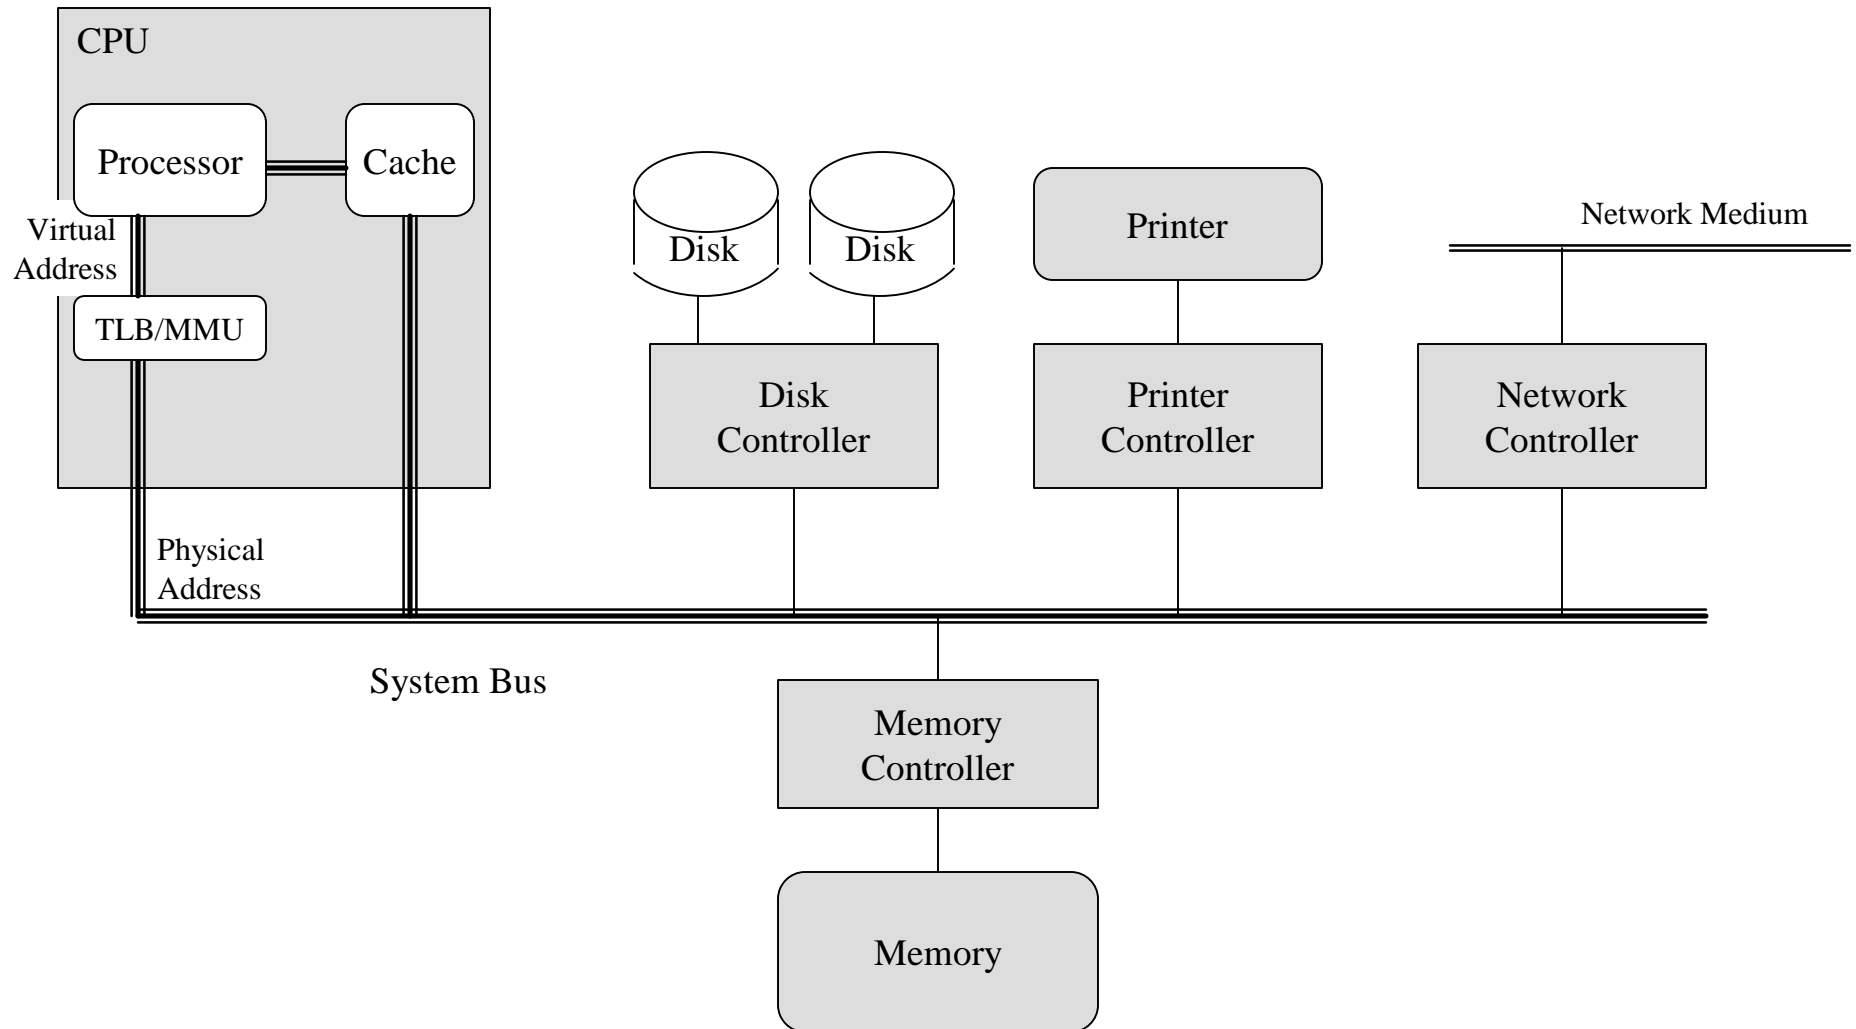 CPU
Processor
Cache
Virtual
Address
TLB/MMU
Disk
Disk
Printer
Network Medium
Disk
Controller
Printer
Controller
Network
Controller
Physical
Address
System Bus
Memory
Controller
Memory